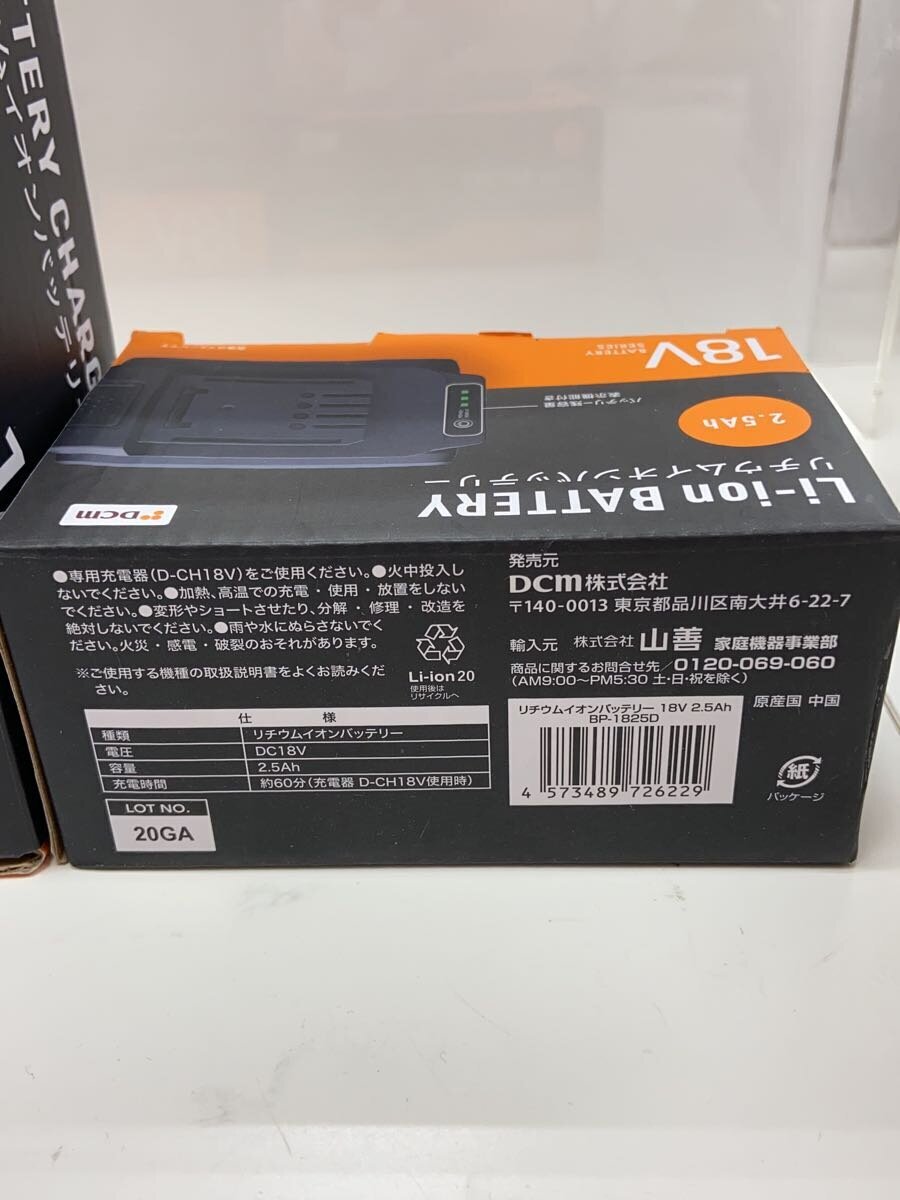 TTERY CHARG
イオンバッテリ
18V
BATTERY
SERIES
2.5Ah
バッテリー残容量
表示機能付き
Li-ion BATTERY
リチウムイオンバッテリー
DCM
●専用充電器(D-CH18V)をご使用ください。●火中投入し
ないでください。●加熱、高温での充電・使用・放置をしない
でください。●変形やショートさせたり、分解・修理・改造を
絶対しないでください。●雨や水にぬらさないでく
ださい。火災・感電・破裂のおそれがあります。
※ご使用する機種の取扱説明書をよくお読みくだ
さい。
Li-ion20
使用後は
リサイクルへ
仕 様
種類 リチウムイオンバッテリー
電圧 DC18V
容量 2.5Ah
充電時間 約60分(充電器 D-CH18V使用時)
LOT NO.
20GA
発売元
DCM株式会社
〒140-0013 東京都品川区南大井6-22-7
輸入元 株式会社 山善 家庭機器事業部
商品に関するお問合せ先/0120-069-060
(AM9:00~PM5:30 土・日・祝を除く)
リチウムイオンバッテリー 18V 2.5Ah
BP-1825D
4 573489 726229
原産国 中国
紙
パッケージ